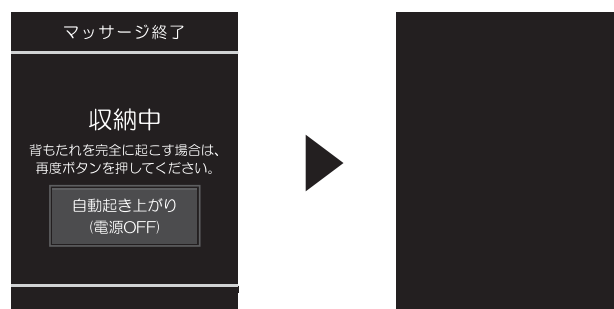 マッサージ終了
収納中
背もたれを完全に起こす場合は、
再度ボタンを押してください。
自動起き上がり
(電源OFF)